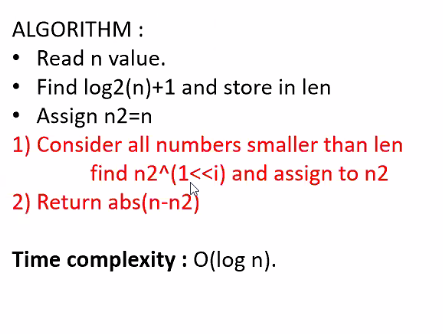 ALGORITHM :
• Read n value.
• Find log2(n)+1 and store in len
• Assign n2=n
1) Consider all numbers smaller than len
find n2^(1<<i) and assign to n2
2) Return abs(n-n2)
Time complexity : O(log n).